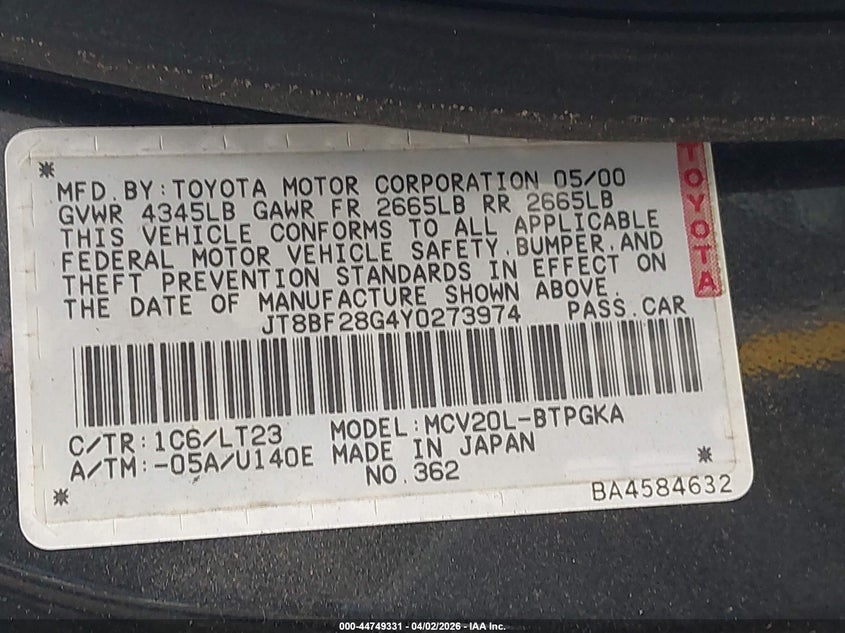 MFD. BY: TOYOTA MOTOR CORPORATION 05/00
GVWR 4345LB GAWR FR 2665LB RR 2665LB
THIS VEHICLE CONFORMS TO ALL APPLICABLE
FEDERAL MOTOR VEHICLE SAFETY, BUMPER, AND
THEFT PREVENTION STANDARDS IN EFFECT ON
THE DATE OF MANUFACTURE SHOWN ABOVE.
JT8BF28G4Y0273974 PASS. CAR
C/TR: 1C6/LT23 MODEL: MCV20L-BTPGKA
A/TM: -05A/U140E MADE IN JAPAN
NO. 362
BA4584632
TOYOTA
000-44749331 - 04/02/2026 - IAA Inc.